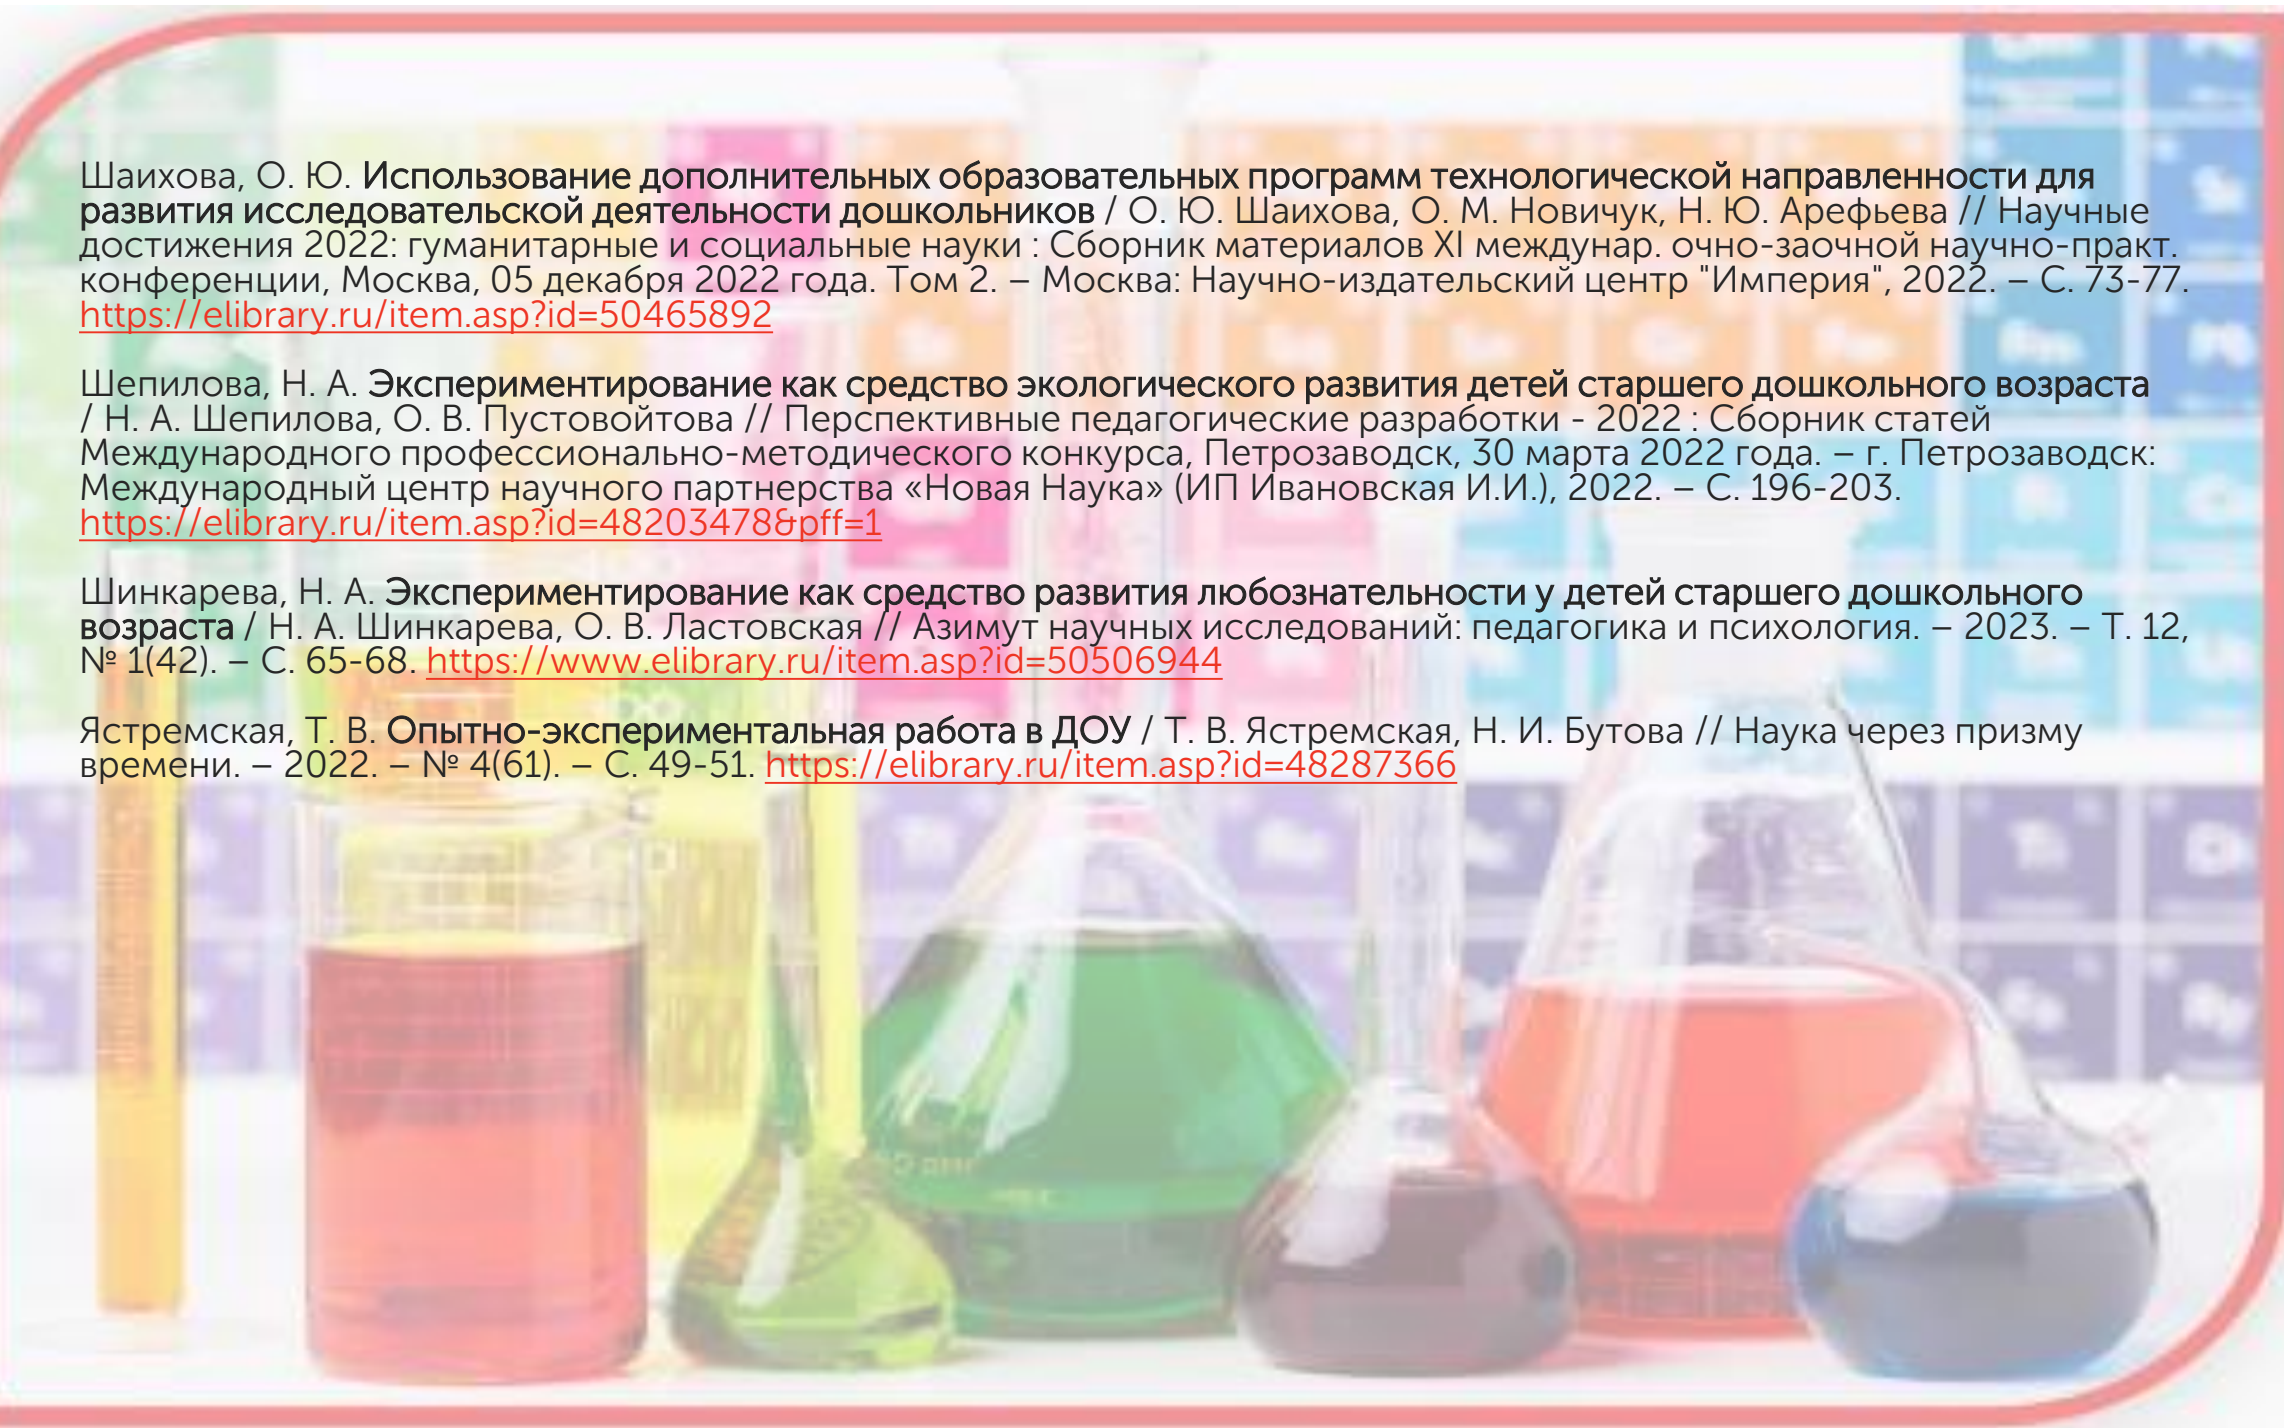 Шаихова, О. Ю. Использование дополнительных образовательных программ технологической направленности для
развития исследовательской деятельности дошкольников / О. Ю. Шаихова, О. М. Новичук, Н. Ю. Арефьева // Научные
достижения 2022: гуманитарные и социальные науки : Сборник материалов XI междунар. очно-заочной научно-практ.
конференции, Москва, 05 декабря 2022 года. Том 2. – Москва: Научно-издательский центр "Империя", 2022. – С. 73-77.
https://elibrary.ru/item.asp?id=50465892
Шепилова, Н. А. Экспериментирование как средство экологического развития детей старшего дошкольного возраста
/ Н. А. Шепилова, О. В. Пустовойтова // Перспективные педагогические разработки - 2022 : Сборник статей
Международного профессионально-методического конкурса, Петрозаводск, 30 марта 2022 года. – г. Петрозаводск:
Международный центр научного партнерства «Новая Наука» (ИП Ивановская И.И.), 2022. – С. 196-203.
https://elibrary.ru/item.asp?id=48203478&pff=1
Шинкарева, Н. А. Экспериментирование как средство развития любознательности у детей старшего дошкольного
возраста / Н. А. Шинкарева, О. В. Ластовская // Азимут научных исследований: педагогика и психология. – 2023. – Т. 12,
№ 1(42). – С. 65-68. https://www.elibrary.ru/item.asp?id=50506944
Ястремская, Т. В. Опытно-экспериментальная работа в ДОУ / Т. В. Ястремская, Н. И. Бутова // Наука через призму
времени. – 2022. – № 4(61). – С. 49-51. https://elibrary.ru/item.asp?id=48287366